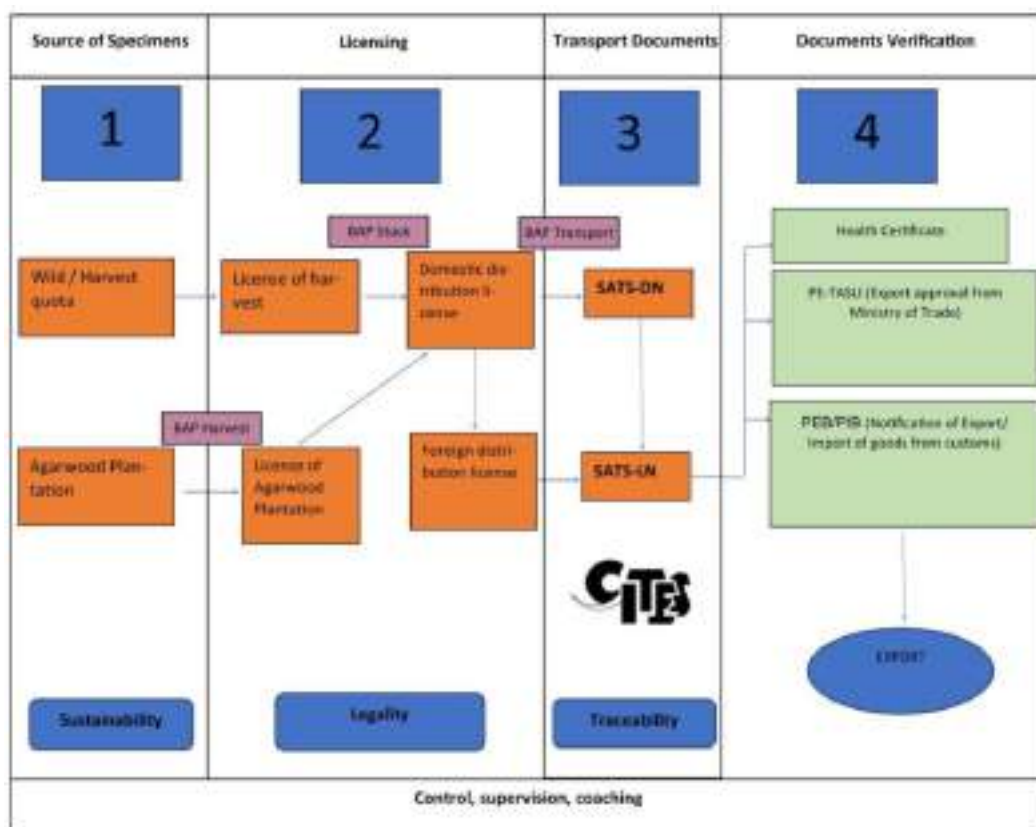 Source of Specimens
Licensing
Transport Documents
Documents Verification
1
2
3
4
BAP Stock
BAP Transport
Health Certificate
Wild / Harvest
quota
License of har-
vest
Domestic dis-
tribution li-
cense
SATS-DN
PE-TASL (Export approval from
Ministry of Trade)
BAP Harvest
Agarwood Plan-
tation
License of
Agarwood
Plantation
Foreign distri-
bution license
SATS-LN
PEB/PIB (Notification of Export/
Import of goods from customs)
CITES
EXPORT
Sustainability
Legality
Traceability
Control, supervision, coaching